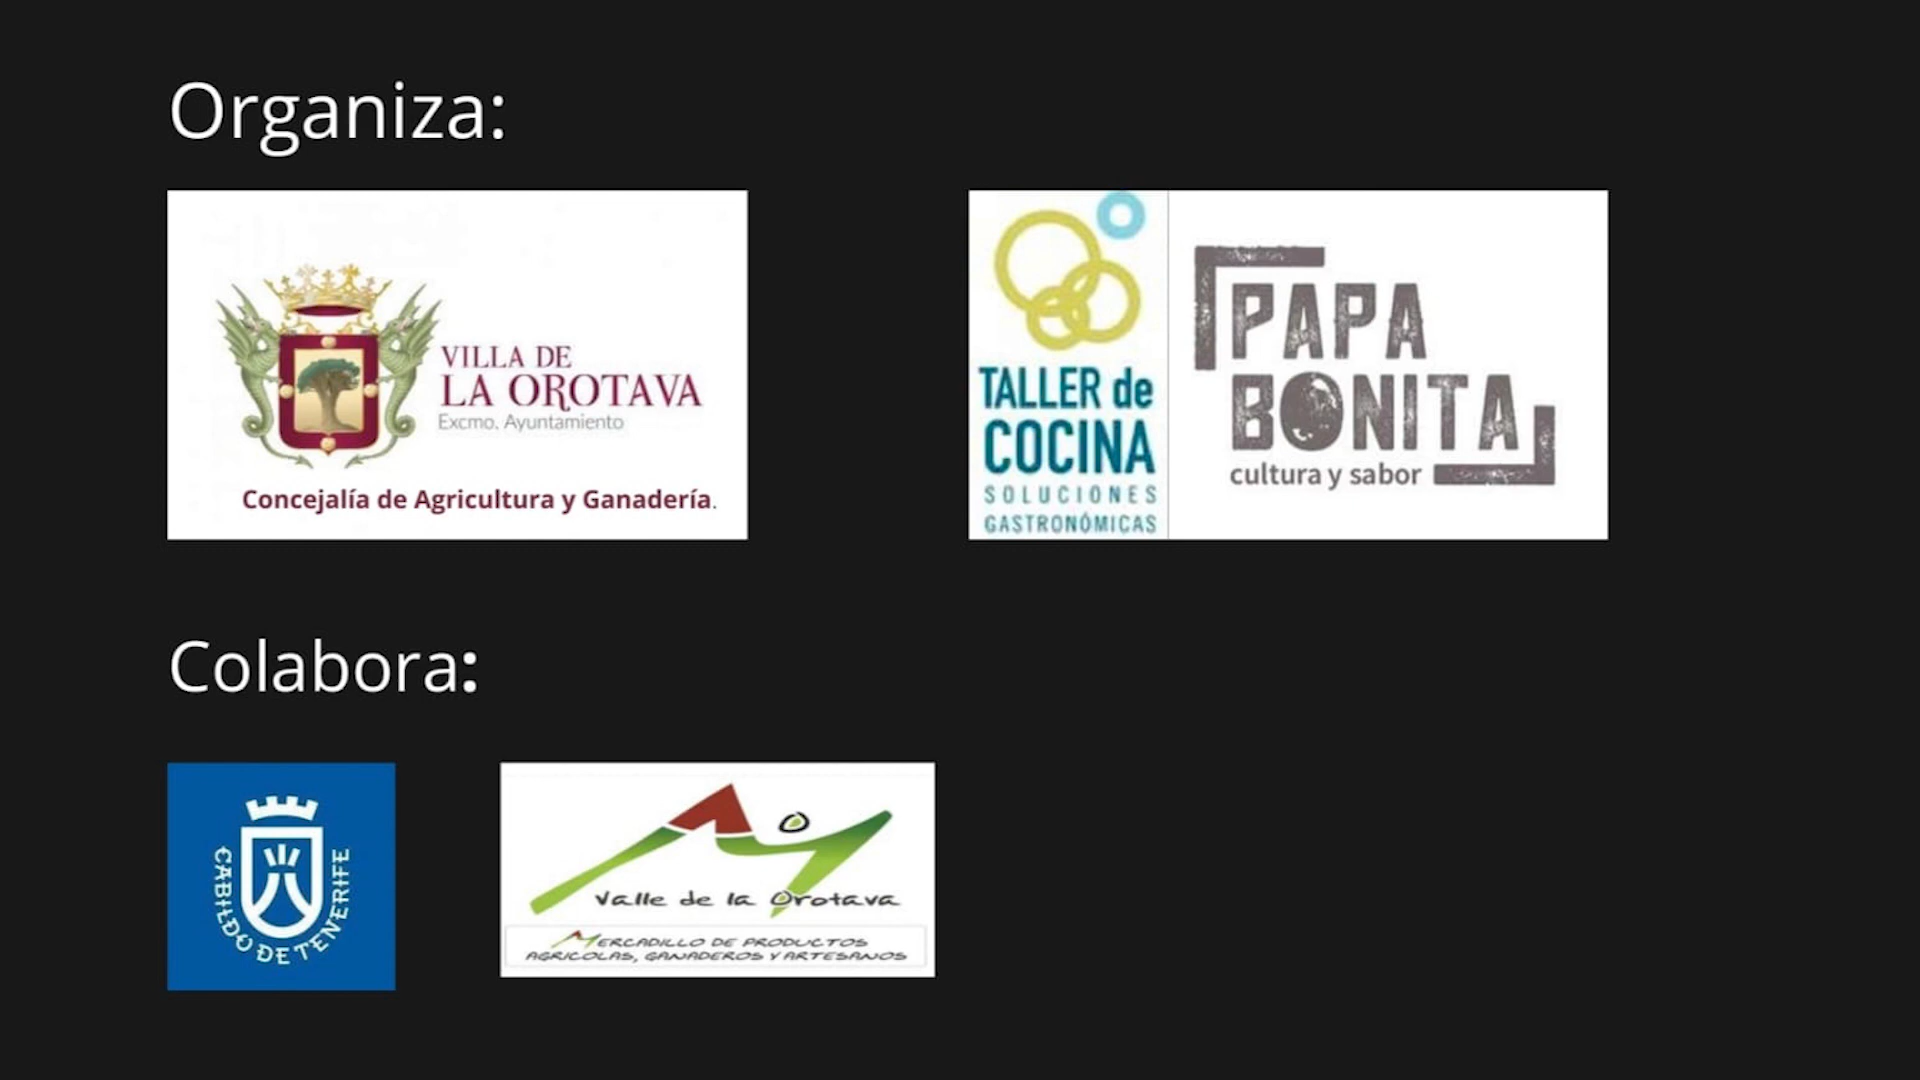 Organiza:
VILLA DE
LA OROTAVA
Excmo. Ayuntamiento
Concejalía de Agricultura y Ganadería.
TALLER de
COCINA
SOLUCIONES
GASTRONÓMICAS
PAPA
BONITA
cultura y sabor
Colabora:
CABILDO DE TENERIFE
Valle de la Orotava
MERCADILLO DE PRODUCTOS
AGRICOLAS, GANADEROS Y ARTESANOS